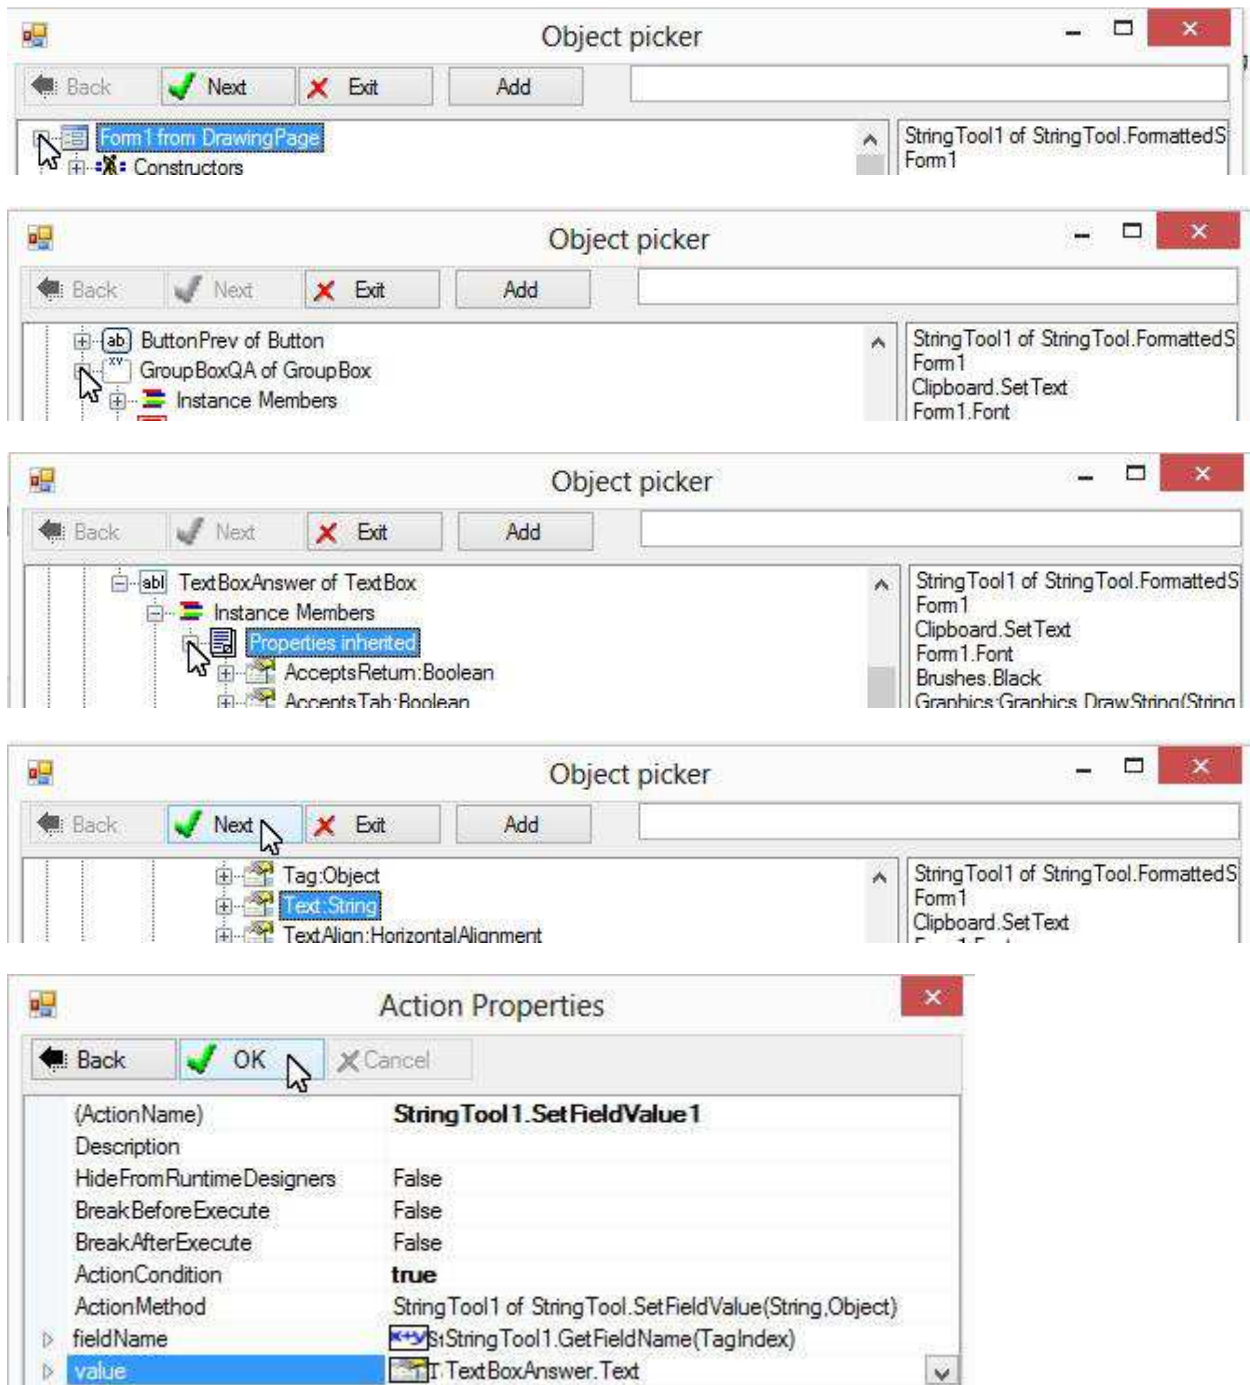 Object picker
Back Next Exit Add
Form1 from DrawingPage
Constructors
StringTool1 of StringTool.FormattedS
Form1
Object picker
Back Next Exit Add
ButtonPrev of Button
GroupBoxQA of GroupBox
Instance Members
StringTool1 of StringTool.FormattedS
Form1
Clipboard.SetText
Form1.Font
Object picker
Back Next Exit Add
TextBoxAnswer of TextBox
Instance Members
Properties inherited
AcceptsReturn:Boolean
AcceptsTab:Boolean
StringTool1 of StringTool.FormattedS
Form1
Clipboard.SetText
Form1.Font
Brushes.Black
Graphics:Graphics.DrawString(String
Object picker
Back Next Exit Add
Tag:Object
Text:String
TextAlign:HorizontalAlignment
StringTool1 of StringTool.FormattedS
Form1
Clipboard.SetText
Action Properties
Back OK Cancel
(ActionName) StringTool1.SetFieldValue1
Description
HideFromRuntimeDesigners False
BreakBeforeExecute False
BreakAfterExecute False
ActionCondition true
ActionMethod StringTool1 of StringTool.SetFieldValue(String,Object)
fieldName x+y StringTool1.GetFieldName(TagIndex)
value TextBoxAnswer.Text